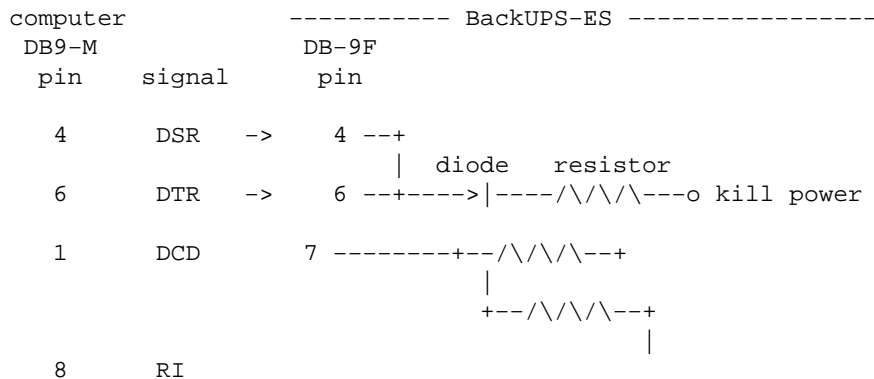 computer ----------- BackUPS-ES -----------------
DB9-M DB-9F
pin signal pin
4 DSR -> 4 --+
| diode resistor
6 DTR -> 6 --+---->|----/\/\/\---o kill power
1 DCD 7 --------+--/\/\/\--+
|
+--/\/\/\--+
|
8 RI